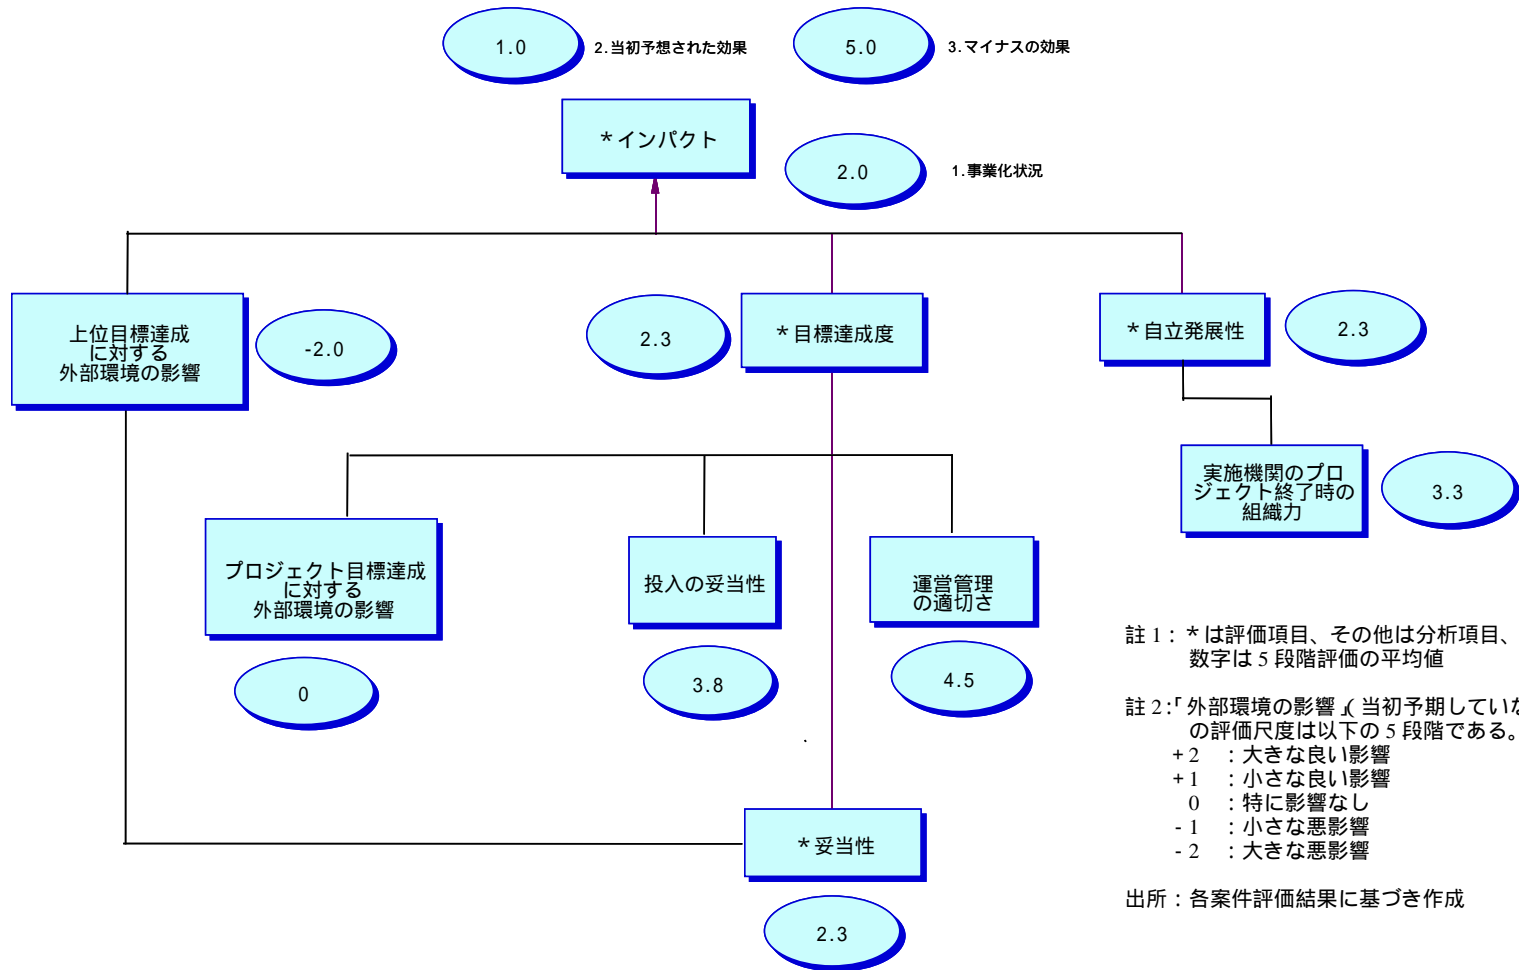 1.0
2.当初予想された効果
5.0
3.マイナスの効果
*インパクト
2.0
1.事業化状況
上位目標達成
に対する
外部環境の影響
-2.0
2.3
*目標達成度
*自立発展性
2.3
実施機関のプロ
ジェクト終了時の
組織力
3.3
プロジェクト目標達成
に対する
外部環境の影響
0
投入の妥当性
3.8
運営管理
の適切さ
4.5
*妥当性
2.3
註1：*は評価項目、その他は分析項目、
数字は5段階評価の平均値
註2:「外部環境の影響」(当初予期していな
の評価尺度は以下の5段階である。
+2 ：大きな良い影響
+1 ：小さな良い影響
0 ：特に影響なし
-1 ：小さな悪影響
-2 ：大きな悪影響
出所：各案件評価結果に基づき作成